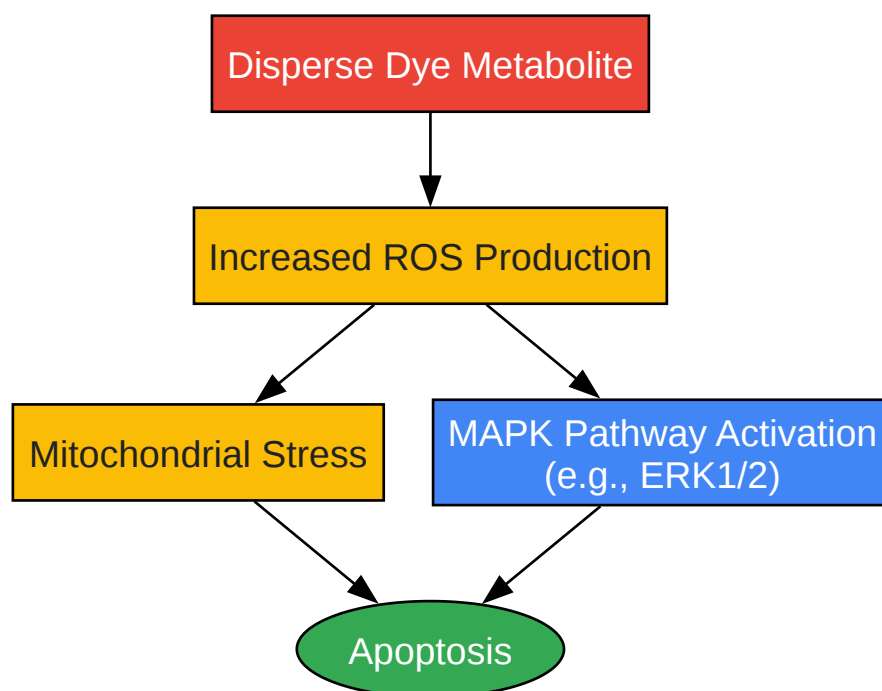 Disperse Dye Metabolite
Increased ROS Production
Mitochondrial Stress
MAPK Pathway Activation
(e.g., ERK1/2)
Apoptosis